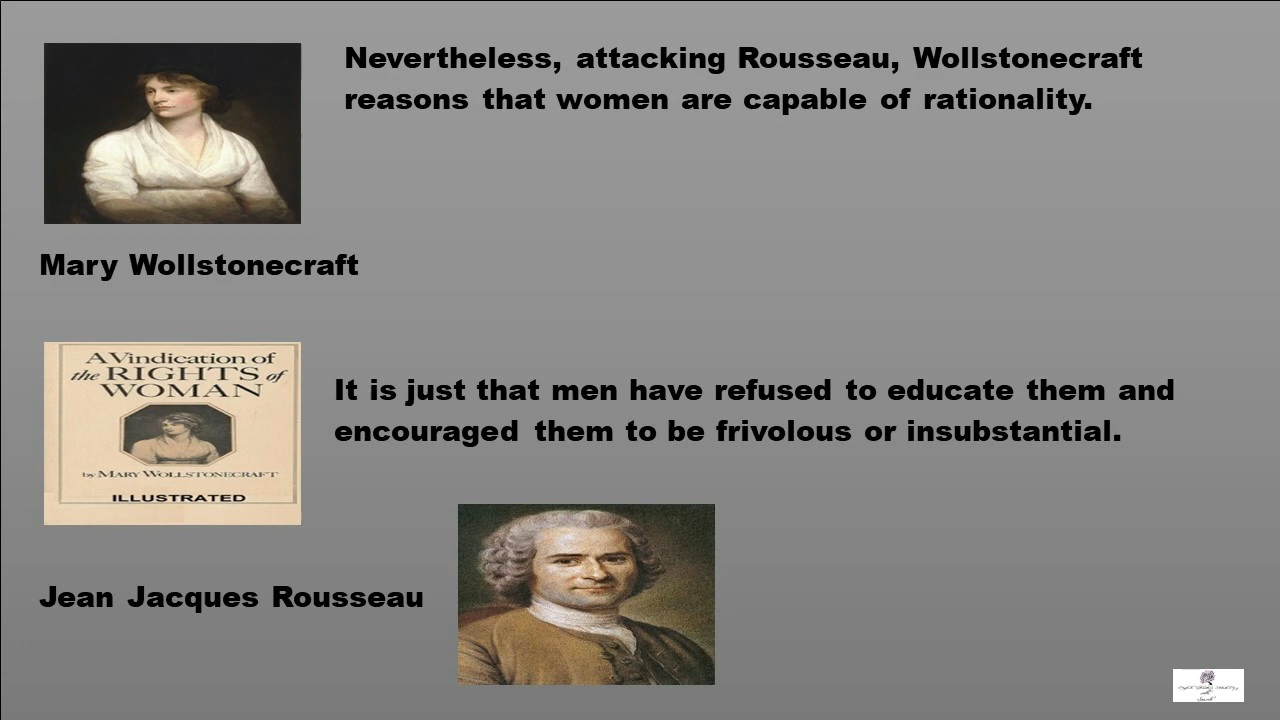 Nevertheless, attacking Rousseau, Wollstonecraft
reasons that women are capable of rationality.
Mary Wollstonecraft
A Vindication of
the RIGHTS of
WOMAN
by MARY WOLLSTONECRAFT
ILLUSTRATED
It is just that men have refused to educate them and
encouraged them to be frivolous or insubstantial.
Jean Jacques Rousseau